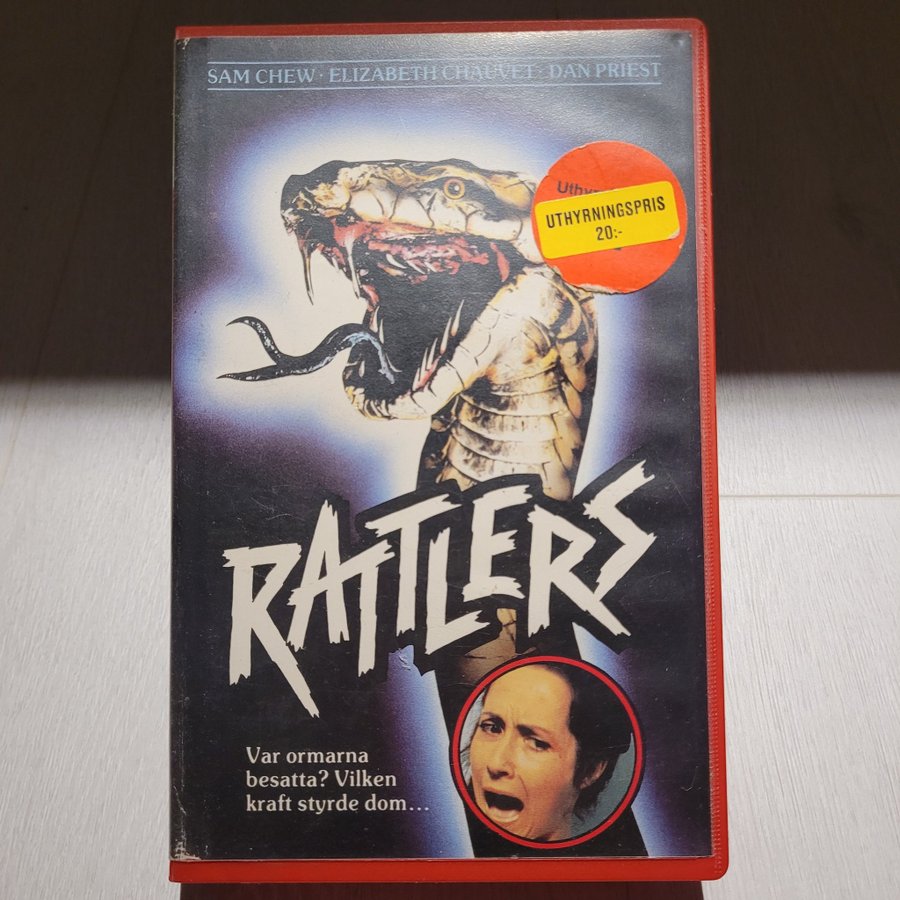 SAM CHEW · ELIZABETH CHAUVET · DAN PRIEST
UTHYRNINGSPRIS
20:-
RATTLERS
Var ormarna
besatta? Vilken
kraft styrde dom...